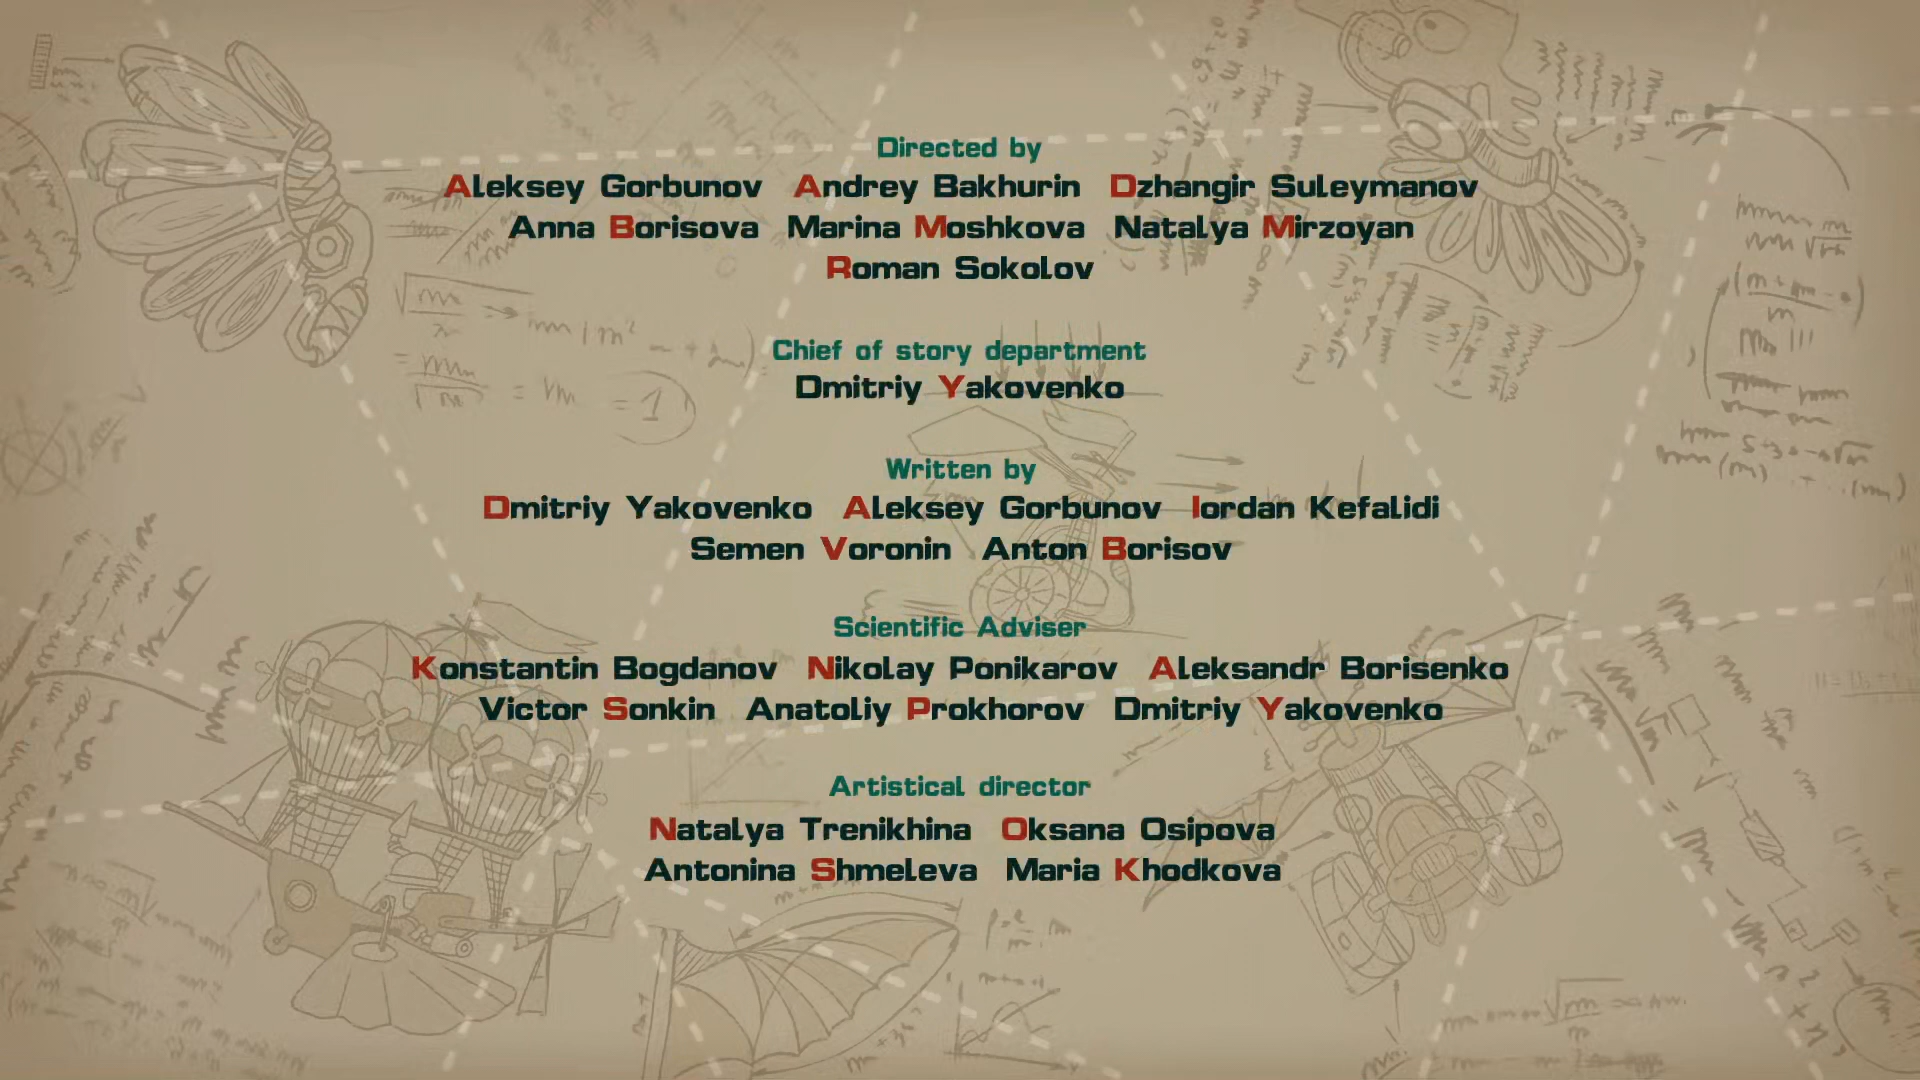 Directed by
Aleksey Gorbunov Andrey Bakhurin Dzhangir Suleymanov
Anna Borisova Marina Moshkova Natalya Mirzoyan
Roman Sokolov
Chief of story department
Dmitriy Yakovenko
Written by
Dmitriy Yakovenko Aleksey Gorbunov Iordan Kefalidi
Semen Voronin Anton Borisov
Scientific Adviser
Konstantin Bogdanov Nikolay Ponikarov Aleksandr Borisenko
Victor Sonkin Anatoliy Prokhorov Dmitriy Yakovenko
Artistical director
Natalya Trenikhina Oksana Osipova
Antonina Shmeleva Maria Khodkova